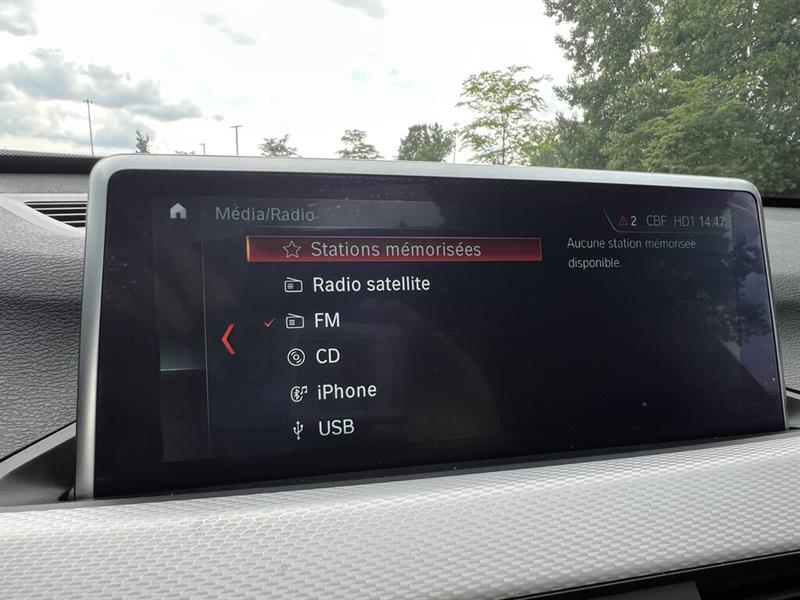 Média/Radio
2 CBF HD1 14:47
Stations mémorisées
Aucune station mémorisée
disponible.
Radio satellite
FM
CD
iPhone
USB